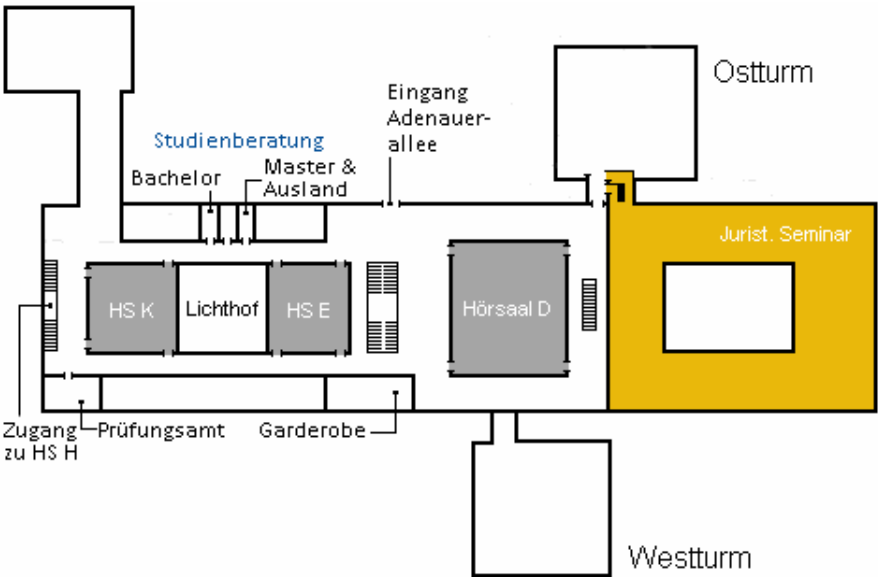 Ostturm
Eingang
Adenauer-
allee
Studienberatung
Bachelor
Master &
Ausland
Jurist. Seminar
HS K
Lichthof
HS E
Hörsaal D
Zugang
zu HS H
Prüfungsamt
Garderobe
Westturm